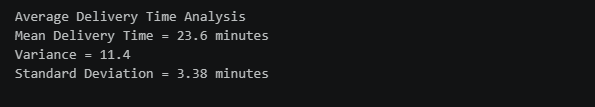 Average Delivery Time Analysis
Mean Delivery Time = 23.6 minutes
Variance = 11.4
Standard Deviation = 3.38 minutes